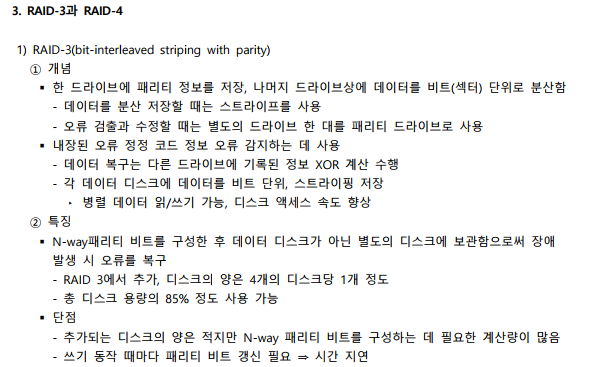 3. RAID-3과 RAID-4
1) RAID-3(bit-interleaved striping with parity)
① 개념
▪ 한 드라이브에 패리티 정보를 저장, 나머지 드라이브상에 데이터를 비트(섹터) 단위로 분산함
- 데이터를 분산 저장할 때는 스트라이프를 사용
- 오류 검출과 수정할 때는 별도의 드라이브 한 대를 패리티 드라이브로 사용
▪ 내장된 오류 정정 코드 정보 오류 감지하는 데 사용
- 데이터 복구는 다른 드라이브에 기록된 정보 XOR 계산 수행
- 각 데이터 디스크에 데이터를 비트 단위, 스트라이핑 저장
‣ 병렬 데이터 읽/쓰기 가능, 디스크 액세스 속도 향상
② 특징
▪ N-way패리티 비트를 구성한 후 데이터 디스크가 아닌 별도의 디스크에 보관함으로써 장애
발생 시 오류를 복구
- RAID 3에서 추가, 디스크의 양은 4개의 디스크당 1개 정도
- 총 디스크 용량의 85% 정도 사용 가능
▪ 단점
- 추가되는 디스크의 양은 적지만 N-way 패리티 비트를 구성하는 데 필요한 계산량이 많음
- 쓰기 동작 때마다 패리티 비트 갱신 필요 ⇒ 시간 지연